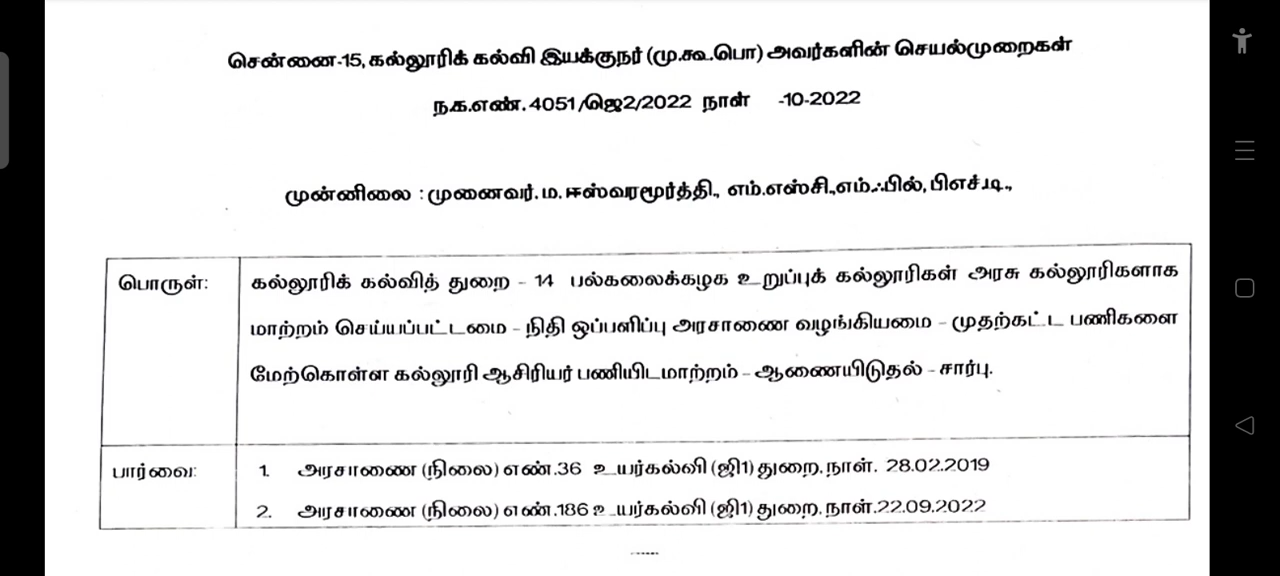 சென்னை-15, கல்லூரிக் கல்வி இயக்குநர் (மு.கூ.பொ) அவர்களின் செயல்முறைகள்
ந.க.எண். 4051/ஜெ2/2022 நாள் -10-2022
முன்னிலை : முனைவர். ம. ஈஸ்வரமூர்த்தி., எம்.எஸ்சி.,எம்ஃபில், பிஎச்டி.,
பொருள்: கல்லூரிக் கல்வித் துறை - 14 பல்கலைக்கழக உறுப்புக் கல்லூரிகள் அரசு கல்லூரிகளாக
மாற்றம் செய்யப்பட்டமை - நிதி ஒப்பளிப்பு அரசாணை வழங்கியமை - முதற்கட்ட பணிகளை
மேற்கொள்ள கல்லூரி ஆசிரியர் பணியிடமாற்றம் - ஆணையிடுதல் - சார்பு.
பார்வை: 1. அரசாணை (நிலை) எண்.36 உயர்கல்வி (ஜி1) துறை. நாள். 28.02.2019
2. அரசாணை (நிலை) எண்.186 உயர்கல்வி (ஜி1) துறை. நாள்.22.09.2022